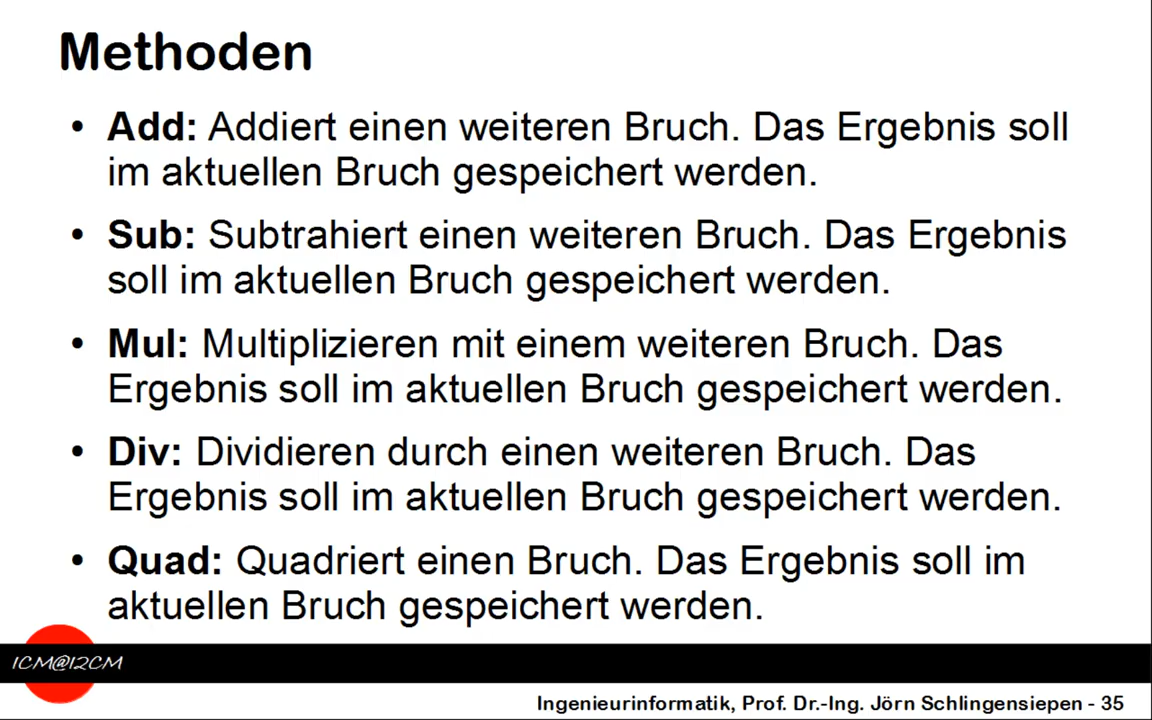 Methoden
• Add: Addiert einen weiteren Bruch. Das Ergebnis soll
im aktuellen Bruch gespeichert werden.
• Sub: Subtrahiert einen weiteren Bruch. Das Ergebnis
soll im aktuellen Bruch gespeichert werden.
• Mul: Multiplizieren mit einem weiteren Bruch. Das
Ergebnis soll im aktuellen Bruch gespeichert werden.
• Div: Dividieren durch einen weiteren Bruch. Das
Ergebnis soll im aktuellen Bruch gespeichert werden.
• Quad: Quadriert einen Bruch. Das Ergebnis soll im
aktuellen Bruch gespeichert werden.
1CM@12CM
Ingenieurinformatik, Prof. Dr.-Ing. Jörn Schlingensiepen - 35